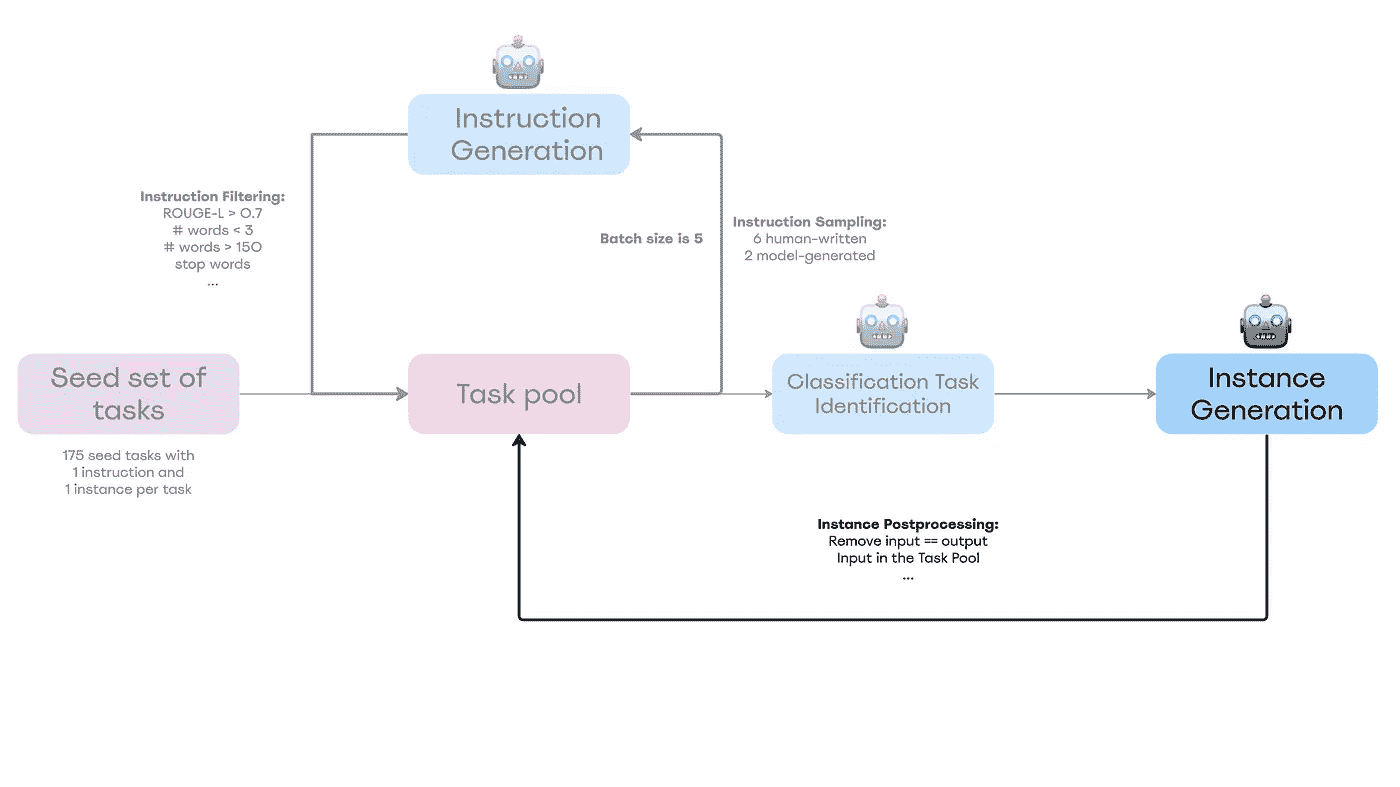 Instruction
Generation
Instruction Filtering:
ROUGE-L > 0.7
# words < 3
# words > 150
stop words
...
Batch size is 5
Instruction Sampling:
6 human-written
2 model-generated
Seed set of
tasks
Task pool
Classification Task
Identification
Instance
Generation
175 seed tasks with
1 instruction and
1 instance per task
Instance Postprocessing:
Remove input == output
Input in the Task Pool
...